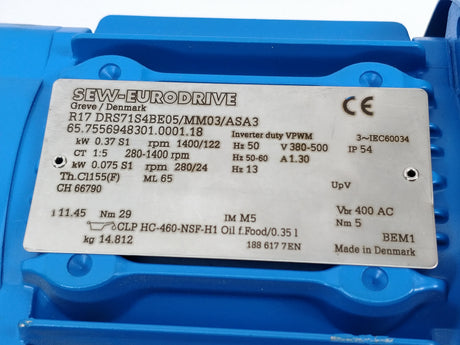 SEW-EURODRIVE
Greve / Denmark
R17 DRS71S4BE05/MM03/ASA3
65.7556948301.0001.18
Inverter duty VPWM
3~IEC60034
kW 0.37 S1 rpm 1400/122 Hz 50 V 380-500 IP 54
CT 1:5 280-1400 rpm Hz 50-60 A 1.30
kW 0.075 S1 rpm 280/24 Hz 13
Th.Cl155(F) ML 65 UpV
CH 66790
i 11.45 Nm 29 IM M5 Vbr 400 AC
Nm 5
CLP HC-460-NSF-H1 Oil f.Food/0.35 l BEM1
kg 14.812 188 617 7 EN Made in Denmark
CE